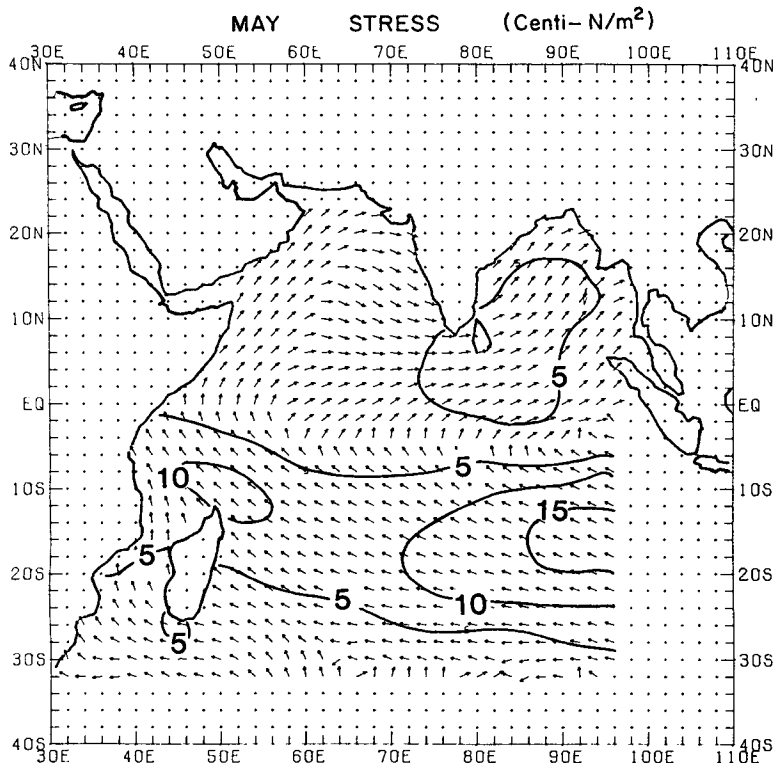 MAY STRESS (Centi-N/m²)
30E 40E 50E 60E 70E 80E 90E 100E 110E
40N 40N
30N 30N
20N 20N
10N 10N
5
EQ EQ
5 5
10
10S 10S
15
5
20S 20S
5 10
5
30S 30S
40S 40S
30E 40E 50E 60E 70E 80E 90E 100E 110E